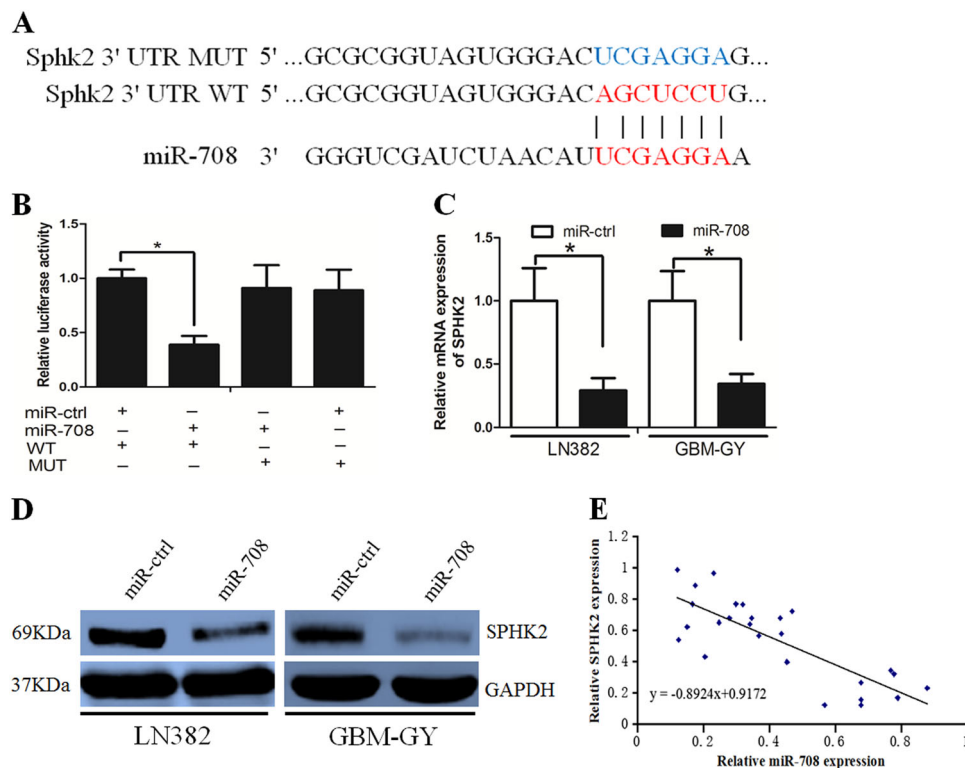 A
Sphk2 3' UTR MUT 5' ...GCGCGGUAGUGGGACUCGAGGAG...
Sphk2 3' UTR WT 5' ...GCGCGGUAGUGGGACAGCUCCUG...
miR-708 3' GGGUCGAUCUAACAUUCGAGGAA
B
Relative luciferase activity
1.5
1.0
0.5
0.0
*
miR-ctrl + − − +
miR-708 − + + −
WT + + − −
MUT − − + +
C
miR-ctrl miR-708
Relative mRNA expression
of SPHK2
1.5
1.0
0.5
0.0
* *
LN382 GBM-GY
D
miR-ctrl miR-708 miR-ctrl miR-708
69KDa SPHK2
37KDa GAPDH
LN382 GBM-GY
E
Relative SPHK2 expression
1.2
1
0.8
0.6
0.4
0.2
0
y = -0.8924x+0.9172
0 0.2 0.4 0.6 0.8 1
Relative miR-708 expression